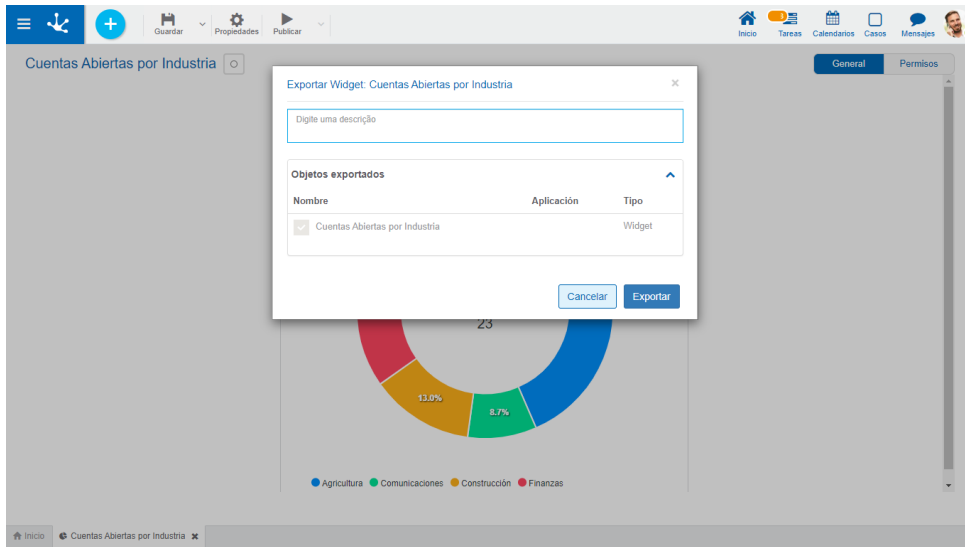 Guardar
Propiedades
Publicar
Inicio
1
Tareas
Calendarios
Casos
Mensajes
Cuentas Abiertas por Industria
General
Permisos
Exportar Widget: Cuentas Abiertas por Industria
Digite uma descrição
Objetos exportados
Nombre Aplicación Tipo
Cuentas Abiertas por Industria Widget
Cancelar Exportar
23
13.0%
8.7%
Agricultura Comunicaciones Construcción Finanzas
Inicio Cuentas Abiertas por Industria